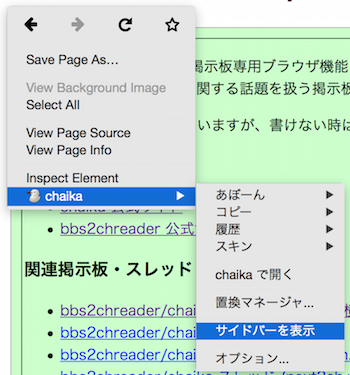 Save Page As...
View Background Image
Select All
View Page Source
View Page Info
Inspect Element
chaika
掲示板専用ブラウザ機能
関する話題を扱う掲示板
いますが、書けない時は
あぼーん
コピー
履歴
スキン
chaika で開く
置換マネージャ...
サイドバーを表示
オプション...
bbs2chreader 公式
関連掲示板・スレッド
bbs2chreader/chai
bbs2chreader/chai
bbs2chreader/chai